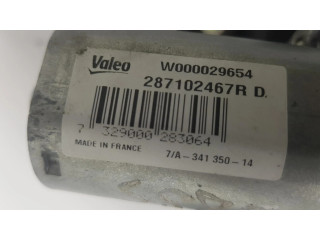 Valeo W000029654
287102467R D.
7 329000 283064
MADE IN FRANCE 7/A-341 350-14